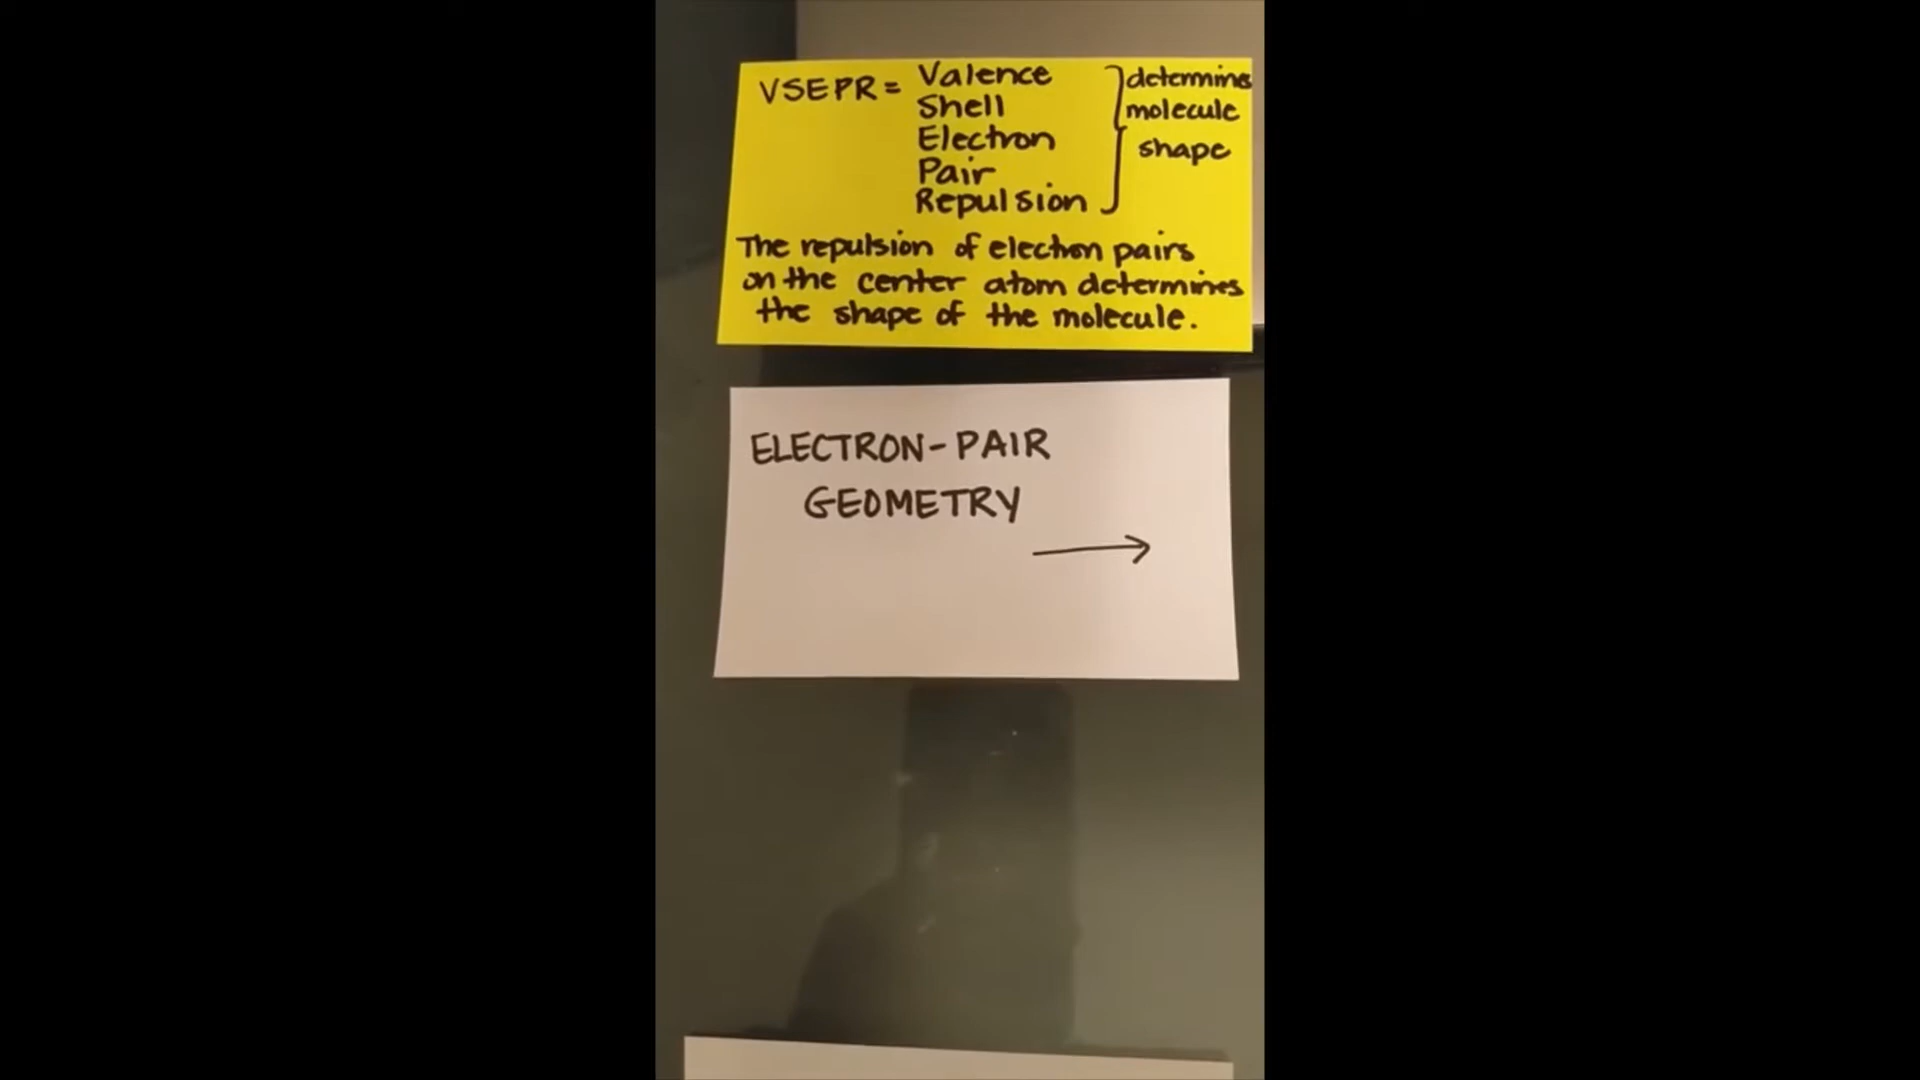 VSEPR = Valence
Shell
Electron
Pair
Repulsion
determines
molecule
shape
The repulsion of electron pairs
on the center atom determines
the shape of the molecule.
ELECTRON-PAIR
GEOMETRY
→